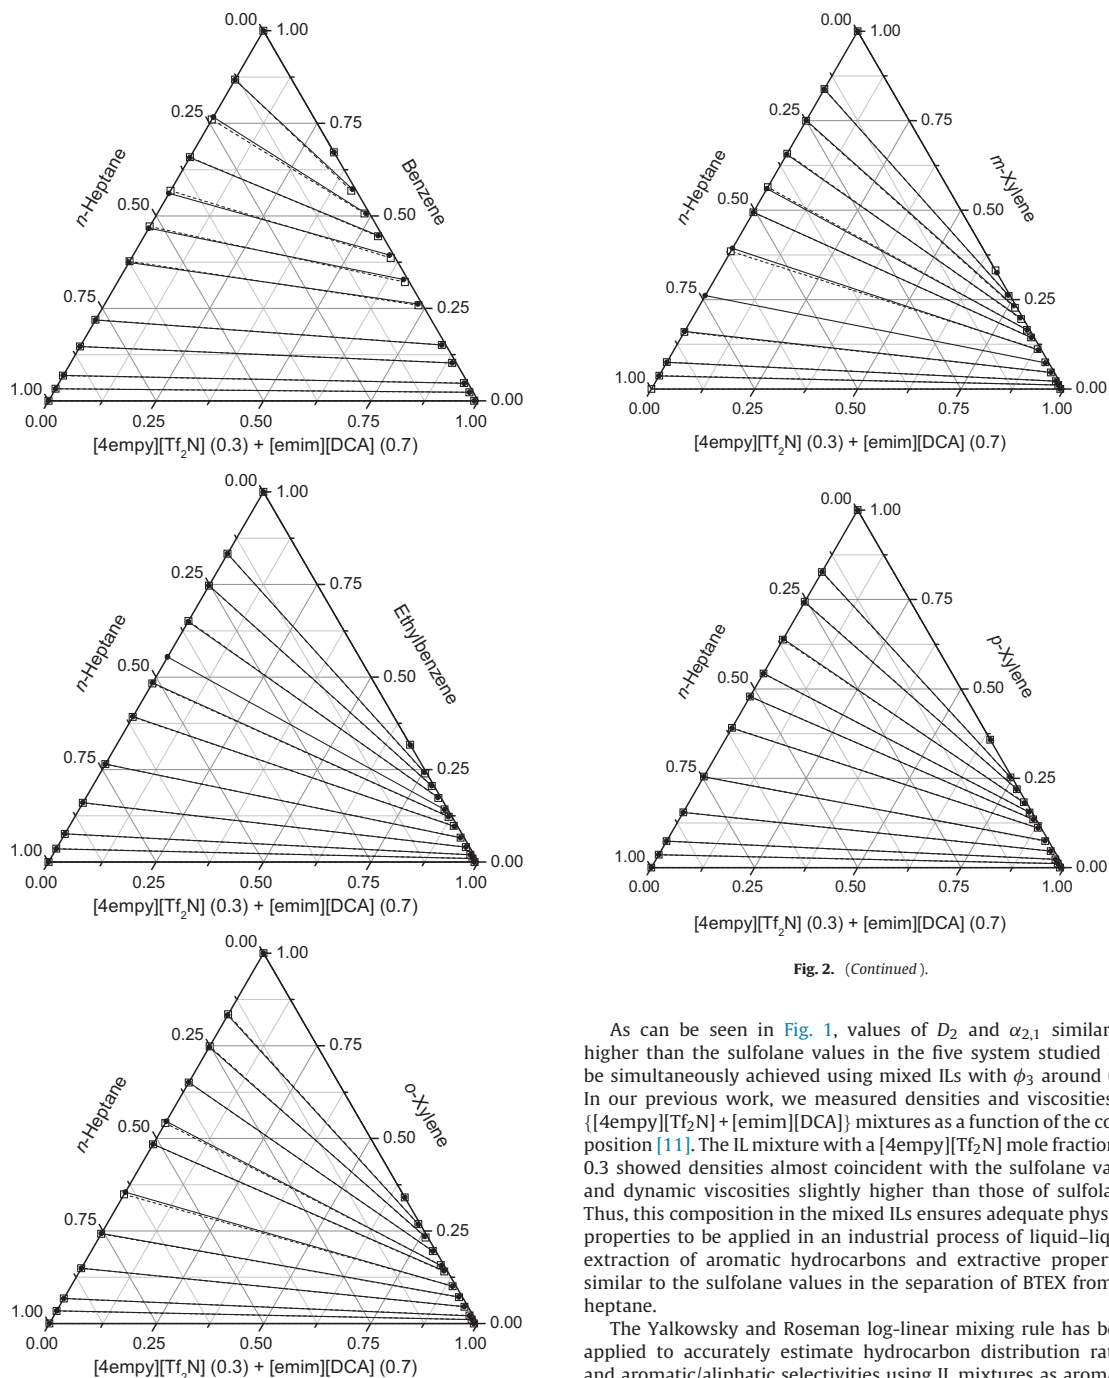 0.00
1.00
0.25
0.75
n-Heptane
Benzene
0.50
0.50
0.75
0.25
1.00
0.00
0.00 0.25 0.50 0.75 1.00
[4empy][Tf2N] (0.3) + [emim][DCA] (0.7)
0.00
1.00
0.25
0.75
n-Heptane
Ethylbenzene
0.50
0.50
0.75
0.25
1.00
0.00
0.00 0.25 0.50 0.75 1.00
[4empy][Tf2N] (0.3) + [emim][DCA] (0.7)
0.00
1.00
0.25
0.75
n-Heptane
o-Xylene
0.50
0.50
0.75
0.25
1.00
0.00
0.00 0.25 0.50 0.75 1.00
[4empy][Tf2N] (0.3) + [emim][DCA] (0.7)
0.00
1.00
0.25
0.75
n-Heptane
m-Xylene
0.50
0.50
0.75
0.25
1.00
0.00
0.00 0.25 0.50 0.75 1.00
[4empy][Tf2N] (0.3) + [emim][DCA] (0.7)
0.00
1.00
0.25
0.75
n-Heptane
p-Xylene
0.50
0.50
0.75
0.25
1.00
0.00
0.00 0.25 0.50 0.75 1.00
[4empy][Tf2N] (0.3) + [emim][DCA] (0.7)
Fig. 2. (Continued).
As can be seen in Fig. 1, values of D2 and α2,1 similar
higher than the sulfolane values in the five system studied
be simultaneously achieved using mixed ILs with ϕ3 around
In our previous work, we measured densities and viscosities
{[4empy][Tf2N] + [emim][DCA]} mixtures as a function of the co
position [11]. The IL mixture with a [4empy][Tf2N] mole fraction
0.3 showed densities almost coincident with the sulfolane va
and dynamic viscosities slightly higher than those of sulfola
Thus, this composition in the mixed ILs ensures adequate phys
properties to be applied in an industrial process of liquid–liq
extraction of aromatic hydrocarbons and extractive proper
similar to the sulfolane values in the separation of BTEX from
heptane.
The Yalkowsky and Roseman log-linear mixing rule has be
applied to accurately estimate hydrocarbon distribution rat
and aromatic/aliphatic selectivities using IL mixtures as aroma